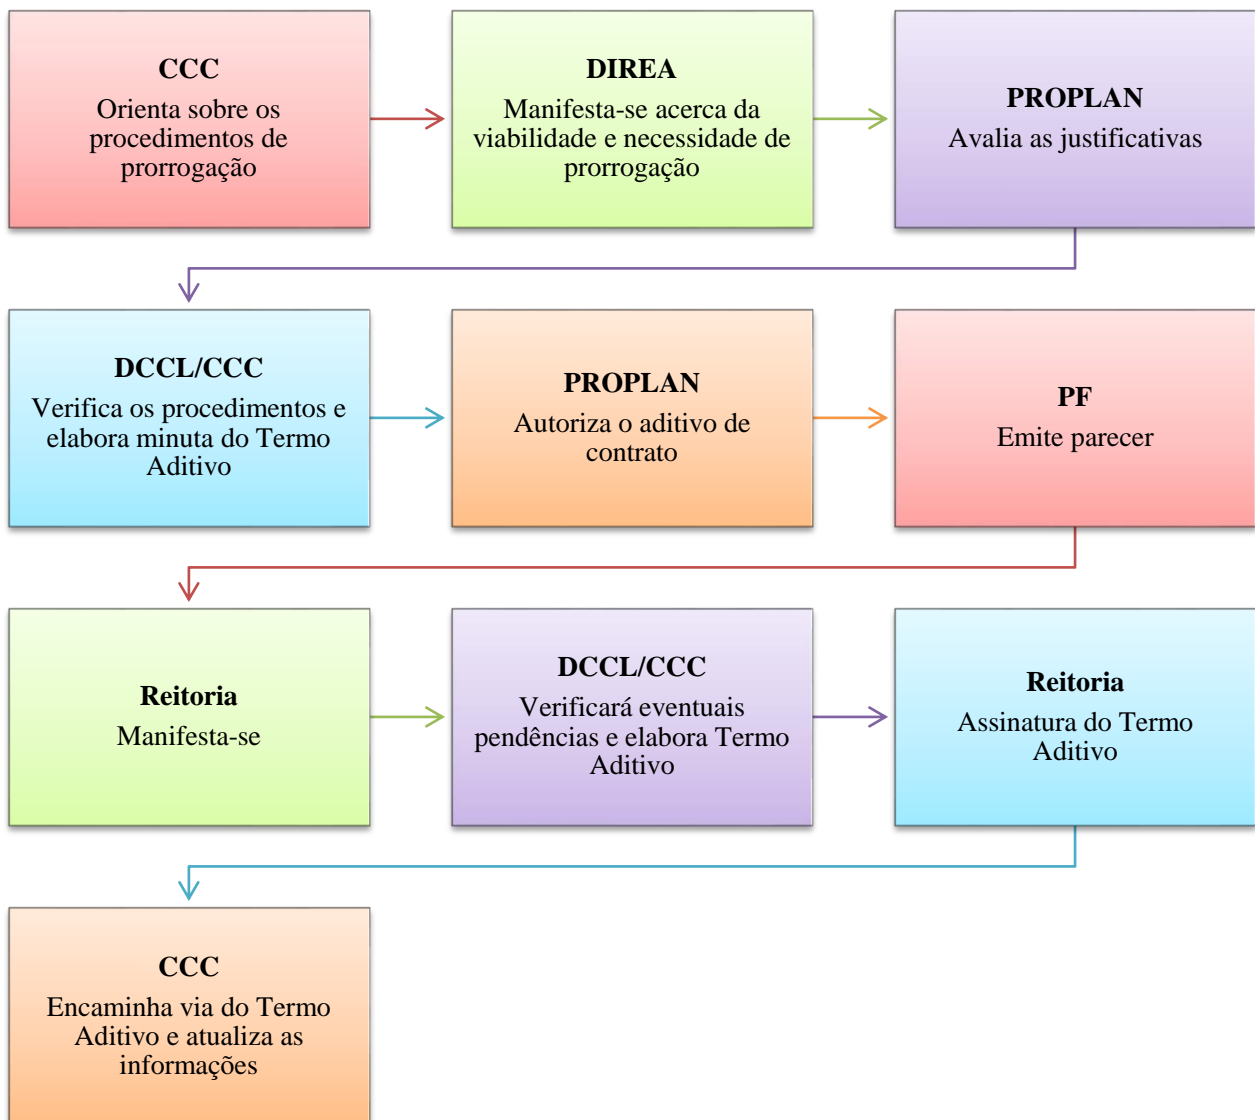 CCC
Orienta sobre os
procedimentos de
prorrogação
DIREA
Manifesta-se acerca da
viabilidade e necessidade de
prorrogação
PROPLAN
Avalia as justificativas
DCCL/CCC
Verifica os procedimentos e
elabora minuta do Termo
Aditivo
PROPLAN
Autoriza o aditivo de
contrato
PF
Emite parecer
Reitoria
Manifesta-se
DCCL/CCC
Verificará eventuais
pendências e elabora Termo
Aditivo
Reitoria
Assinatura do Termo
Aditivo
CCC
Encaminha via do Termo
Aditivo e atualiza as
informações